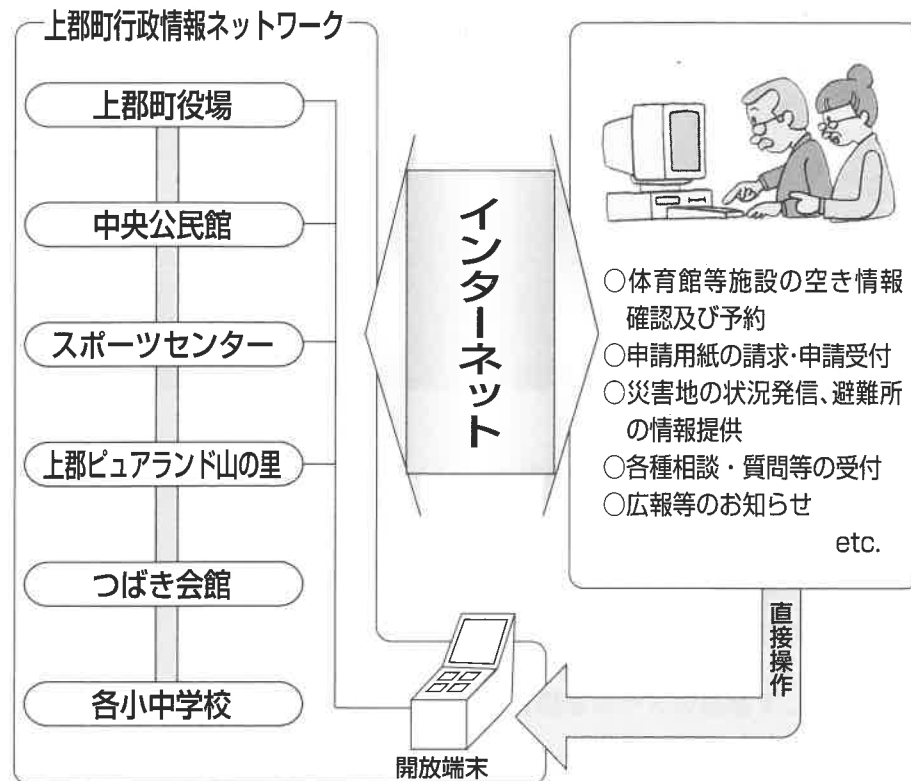 上郡町行政情報ネットワーク
上郡町役場
中央公民館
スポーツセンター
上郡ピュアランド山の里
つばき会館
各小中学校
開放端末
インターネット
○体育館等施設の空き情報
確認及び予約
○申請用紙の請求・申請受付
○災害地の状況発信、避難所
の情報提供
○各種相談・質問等の受付
○広報等のお知らせ
etc.
直接操作